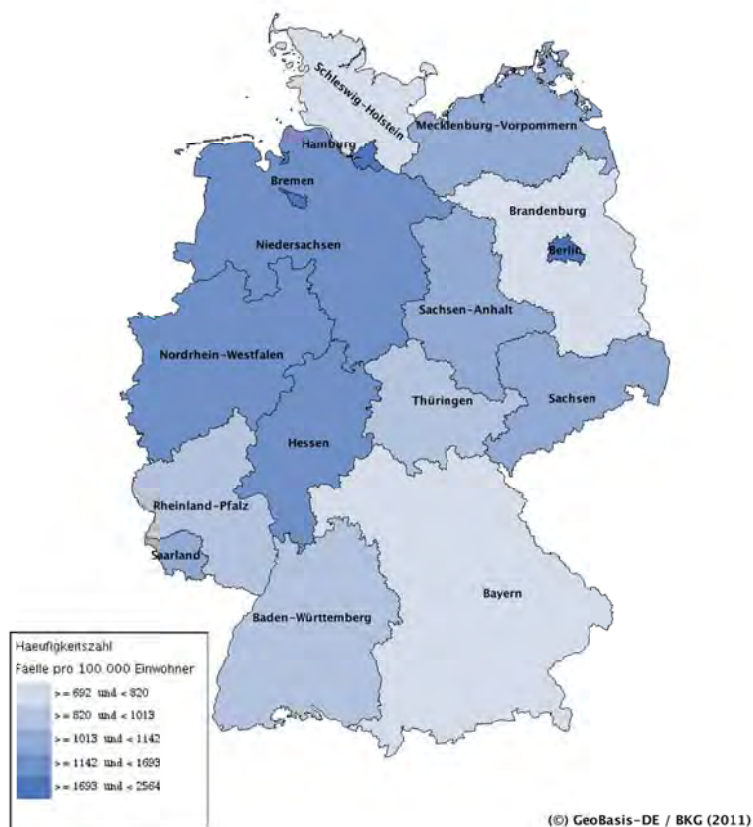 Schleswig-Holstein
Mecklenburg-Vorpommern
Hamburg
Bremen
Brandenburg
Niedersachsen
Berlin
Sachsen-Anhalt
Nordrhein-Westfalen
Thüringen
Sachsen
Hessen
Rheinland-Pfalz
Saarland
Bayern
Baden-Württemberg
Haeufigkeitszahl
Faelle pro 100.000 Einwohner
>= 692 und < 820
>= 820 und < 1013
>= 1013 und < 1142
>= 1142 und < 1693
>= 1693 und < 2564
(©) GeoBasis-DE / BKG (2011)